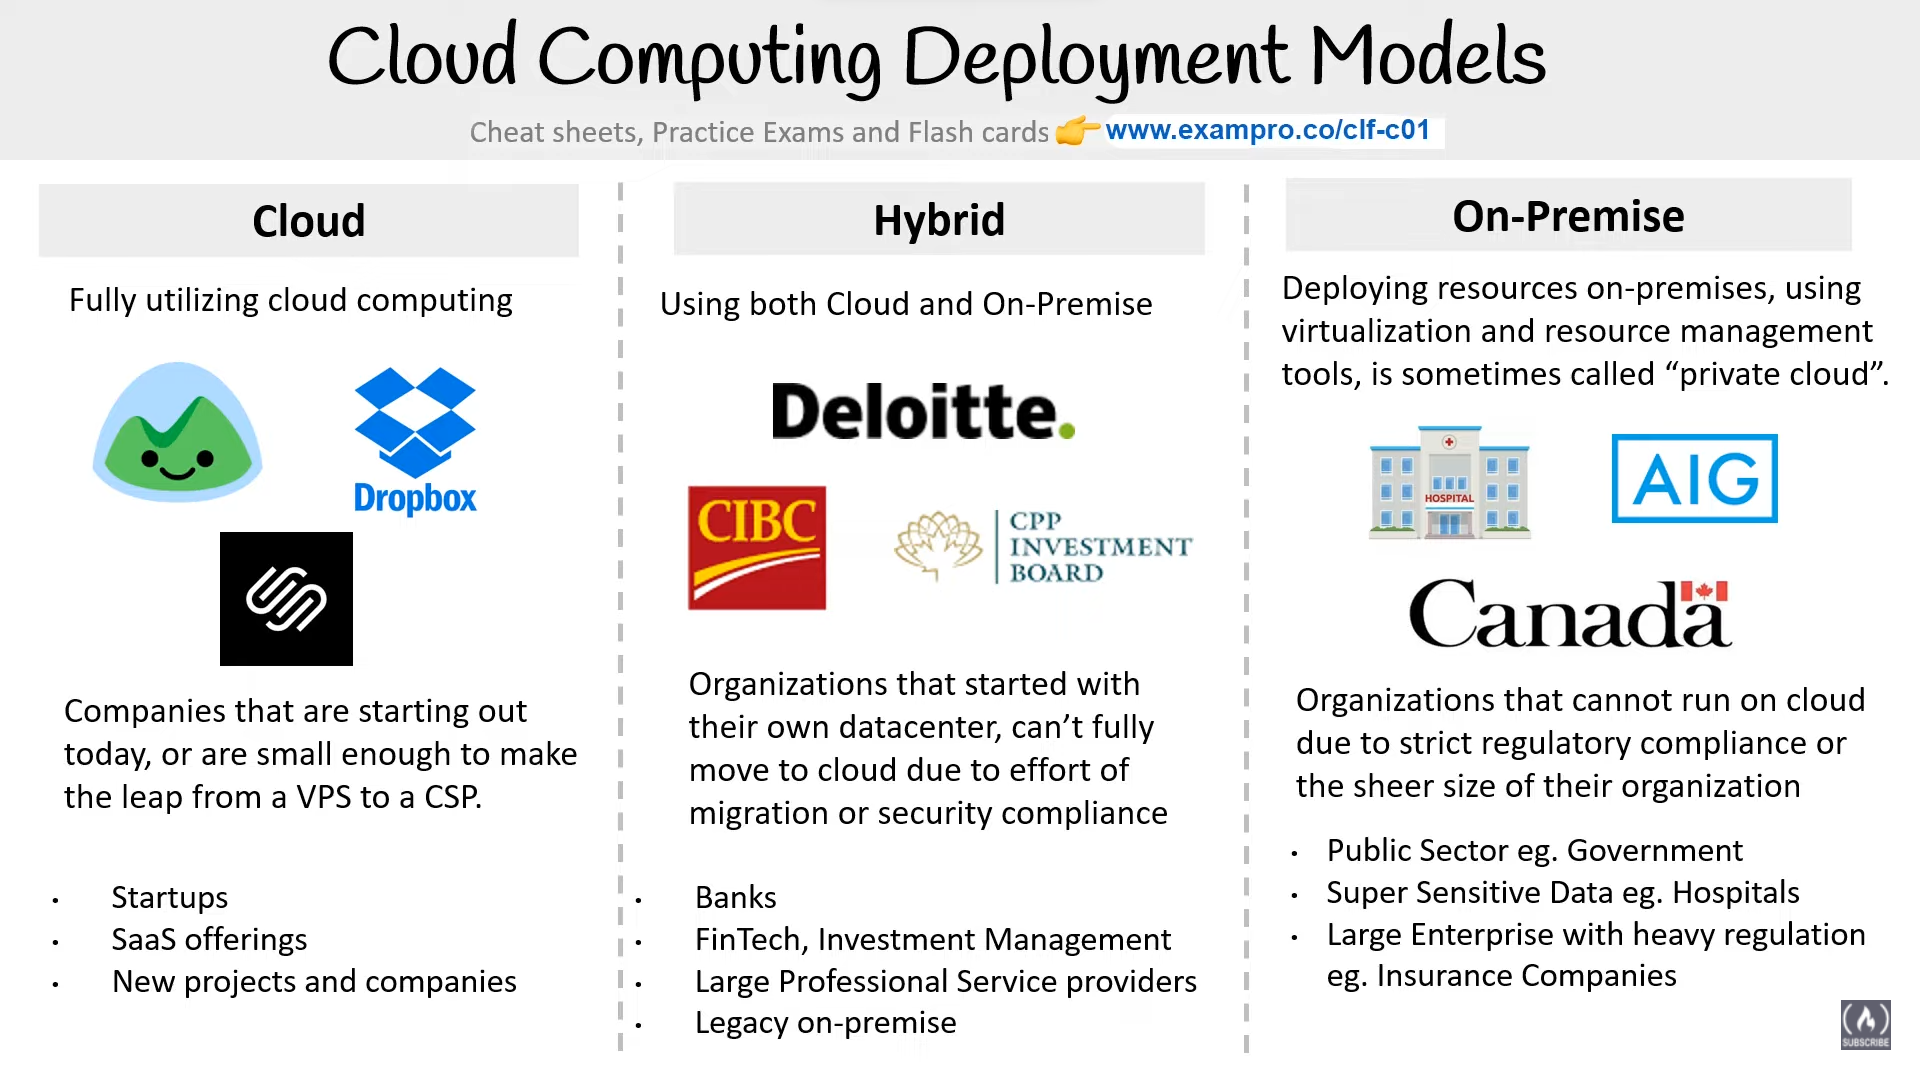 Cloud Computing Deployment Models
Cheat sheets, Practice Exams and Flash cards www.exampro.co/clf-c01
Cloud
Fully utilizing cloud computing
Dropbox
Companies that are starting out
today, or are small enough to make
the leap from a VPS to a CSP.
· Startups
· SaaS offerings
· New projects and companies
Hybrid
Using both Cloud and On-Premise
Deloitte.
CIBC
CPP
INVESTMENT
BOARD
Organizations that started with
their own datacenter, can’t fully
move to cloud due to effort of
migration or security compliance
· Banks
· FinTech, Investment Management
· Large Professional Service providers
· Legacy on-premise
On-Premise
Deploying resources on-premises, using
virtualization and resource management
tools, is sometimes called “private cloud”.
HOSPITAL
AIG
Canada
Organizations that cannot run on cloud
due to strict regulatory compliance or
the sheer size of their organization
· Public Sector eg. Government
· Super Sensitive Data eg. Hospitals
· Large Enterprise with heavy regulation
eg. Insurance Companies
SUBSCRIBE